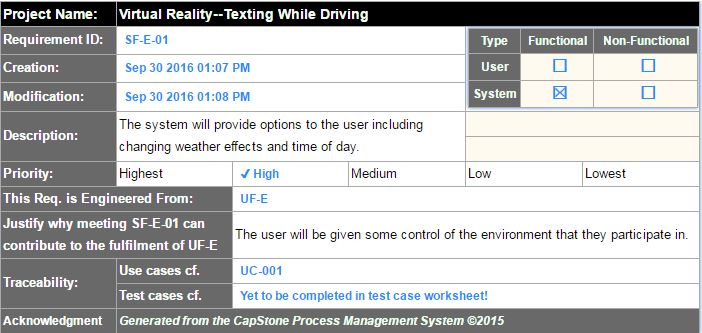 Project Name: Virtual Reality--Texting While Driving
Requirement ID: SF-E-01
Type Functional Non-Functional
Creation: Sep 30 2016 01:07 PM
User ☐ ☐
Modification: Sep 30 2016 01:08 PM
System ☒ ☐
Description: The system will provide options to the user including
changing weather effects and time of day.
Priority: Highest ✓ High Medium Low Lowest
This Req. is Engineered From: UF-E
Justify why meeting SF-E-01 can
contribute to the fulfilment of UF-E
The user will be given some control of the environment that they participate in.
Traceability:
Use cases cf. UC-001
Test cases cf. Yet to be completed in test case worksheet!
Acknowledgment Generated from the CapStone Process Management System ©2015